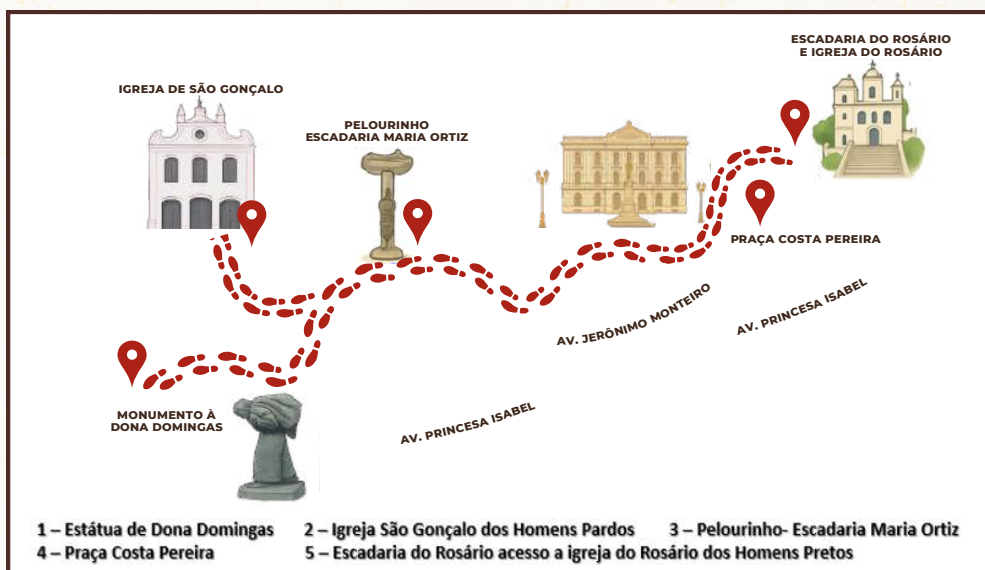 ESCADARIA DO ROSÁRIO
E IGREJA DO ROSÁRIO
IGREJA DE SÃO GONÇALO
PELOURINHO
ESCADARIA MARIA ORTIZ
PRAÇA COSTA PEREIRA
AV. JERÔNIMO MONTEIRO
AV. PRINCESA ISABEL
MONUMENTO À
DONA DOMINGAS
AV. PRINCESA ISABEL
1 – Estátua de Dona Domingas 2 – Igreja São Gonçalo dos Homens Pardos 3 – Pelourinho- Escadaria Maria Ortiz
4 – Praça Costa Pereira 5 – Escadaria do Rosário acesso a igreja do Rosário dos Homens Pretos